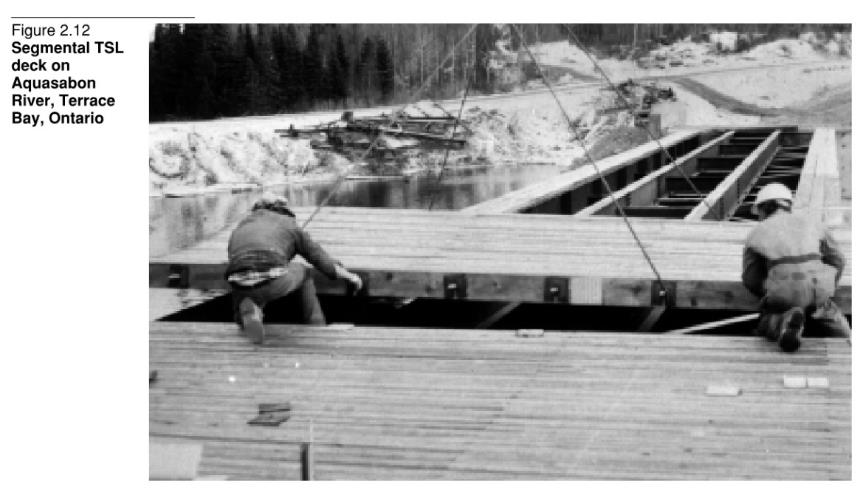 Figure 2.12
Segmental TSL
deck on
Aquasabon
River, Terrace
Bay, Ontario